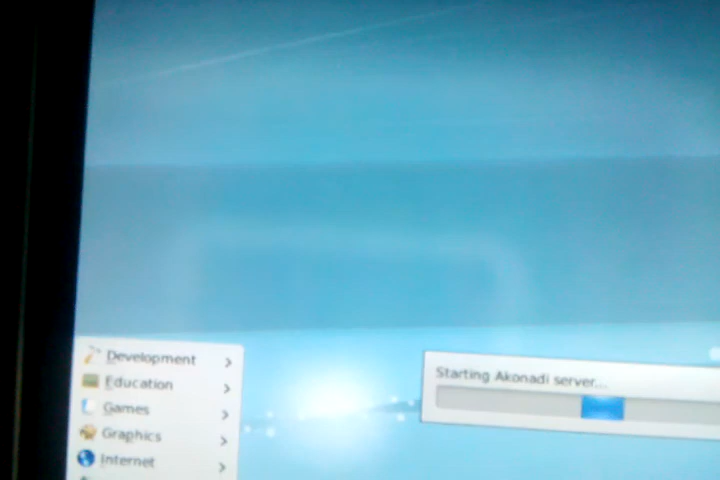 Development
Education
Games
Graphics
Internet
Starting Akonadi server...